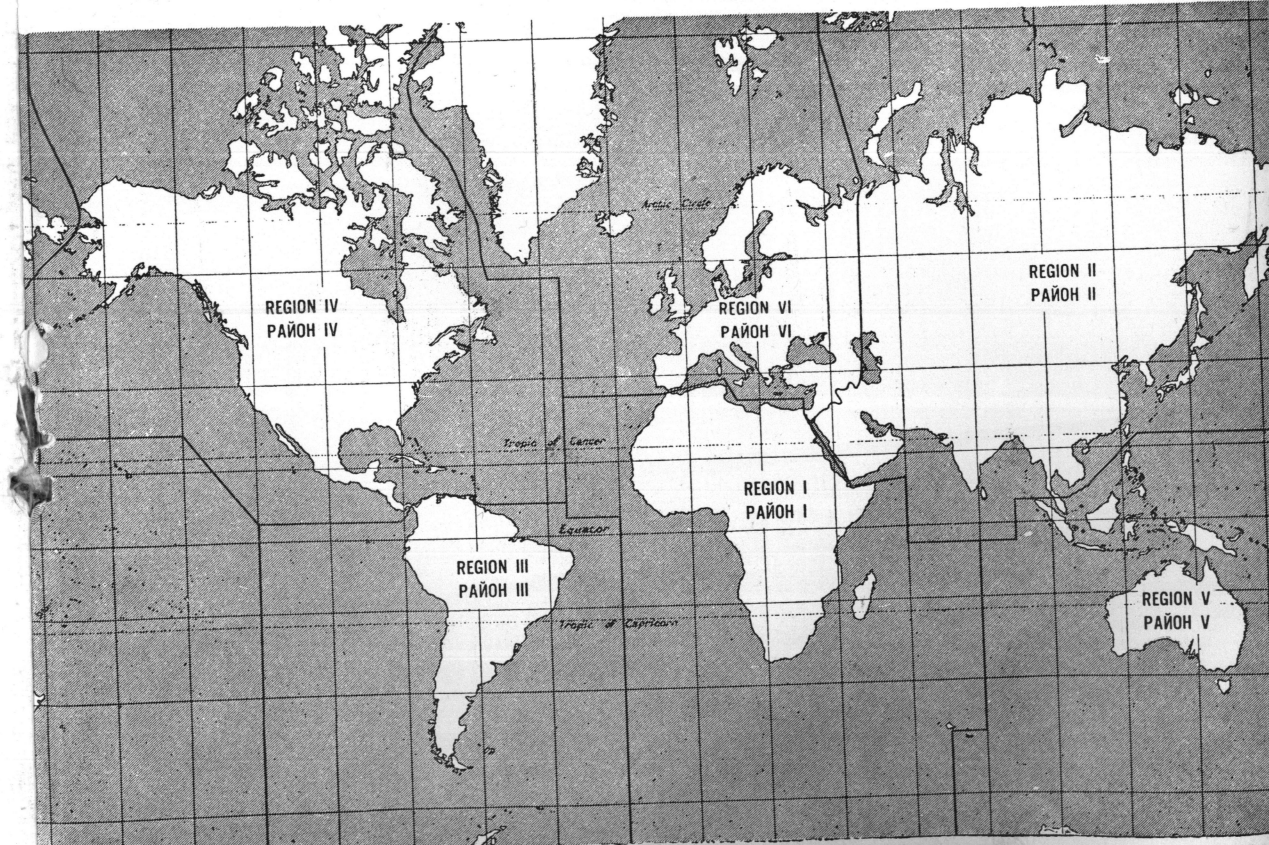 Arctic Circle
REGION II
РАЙОН II
REGION IV
РАЙОН IV
REGION VI
РАЙОН VI
Tropic of Cancer
REGION I
РАЙОН I
Equator
REGION III
РАЙОН III
REGION V
РАЙОН V
Tropic of Capricorn